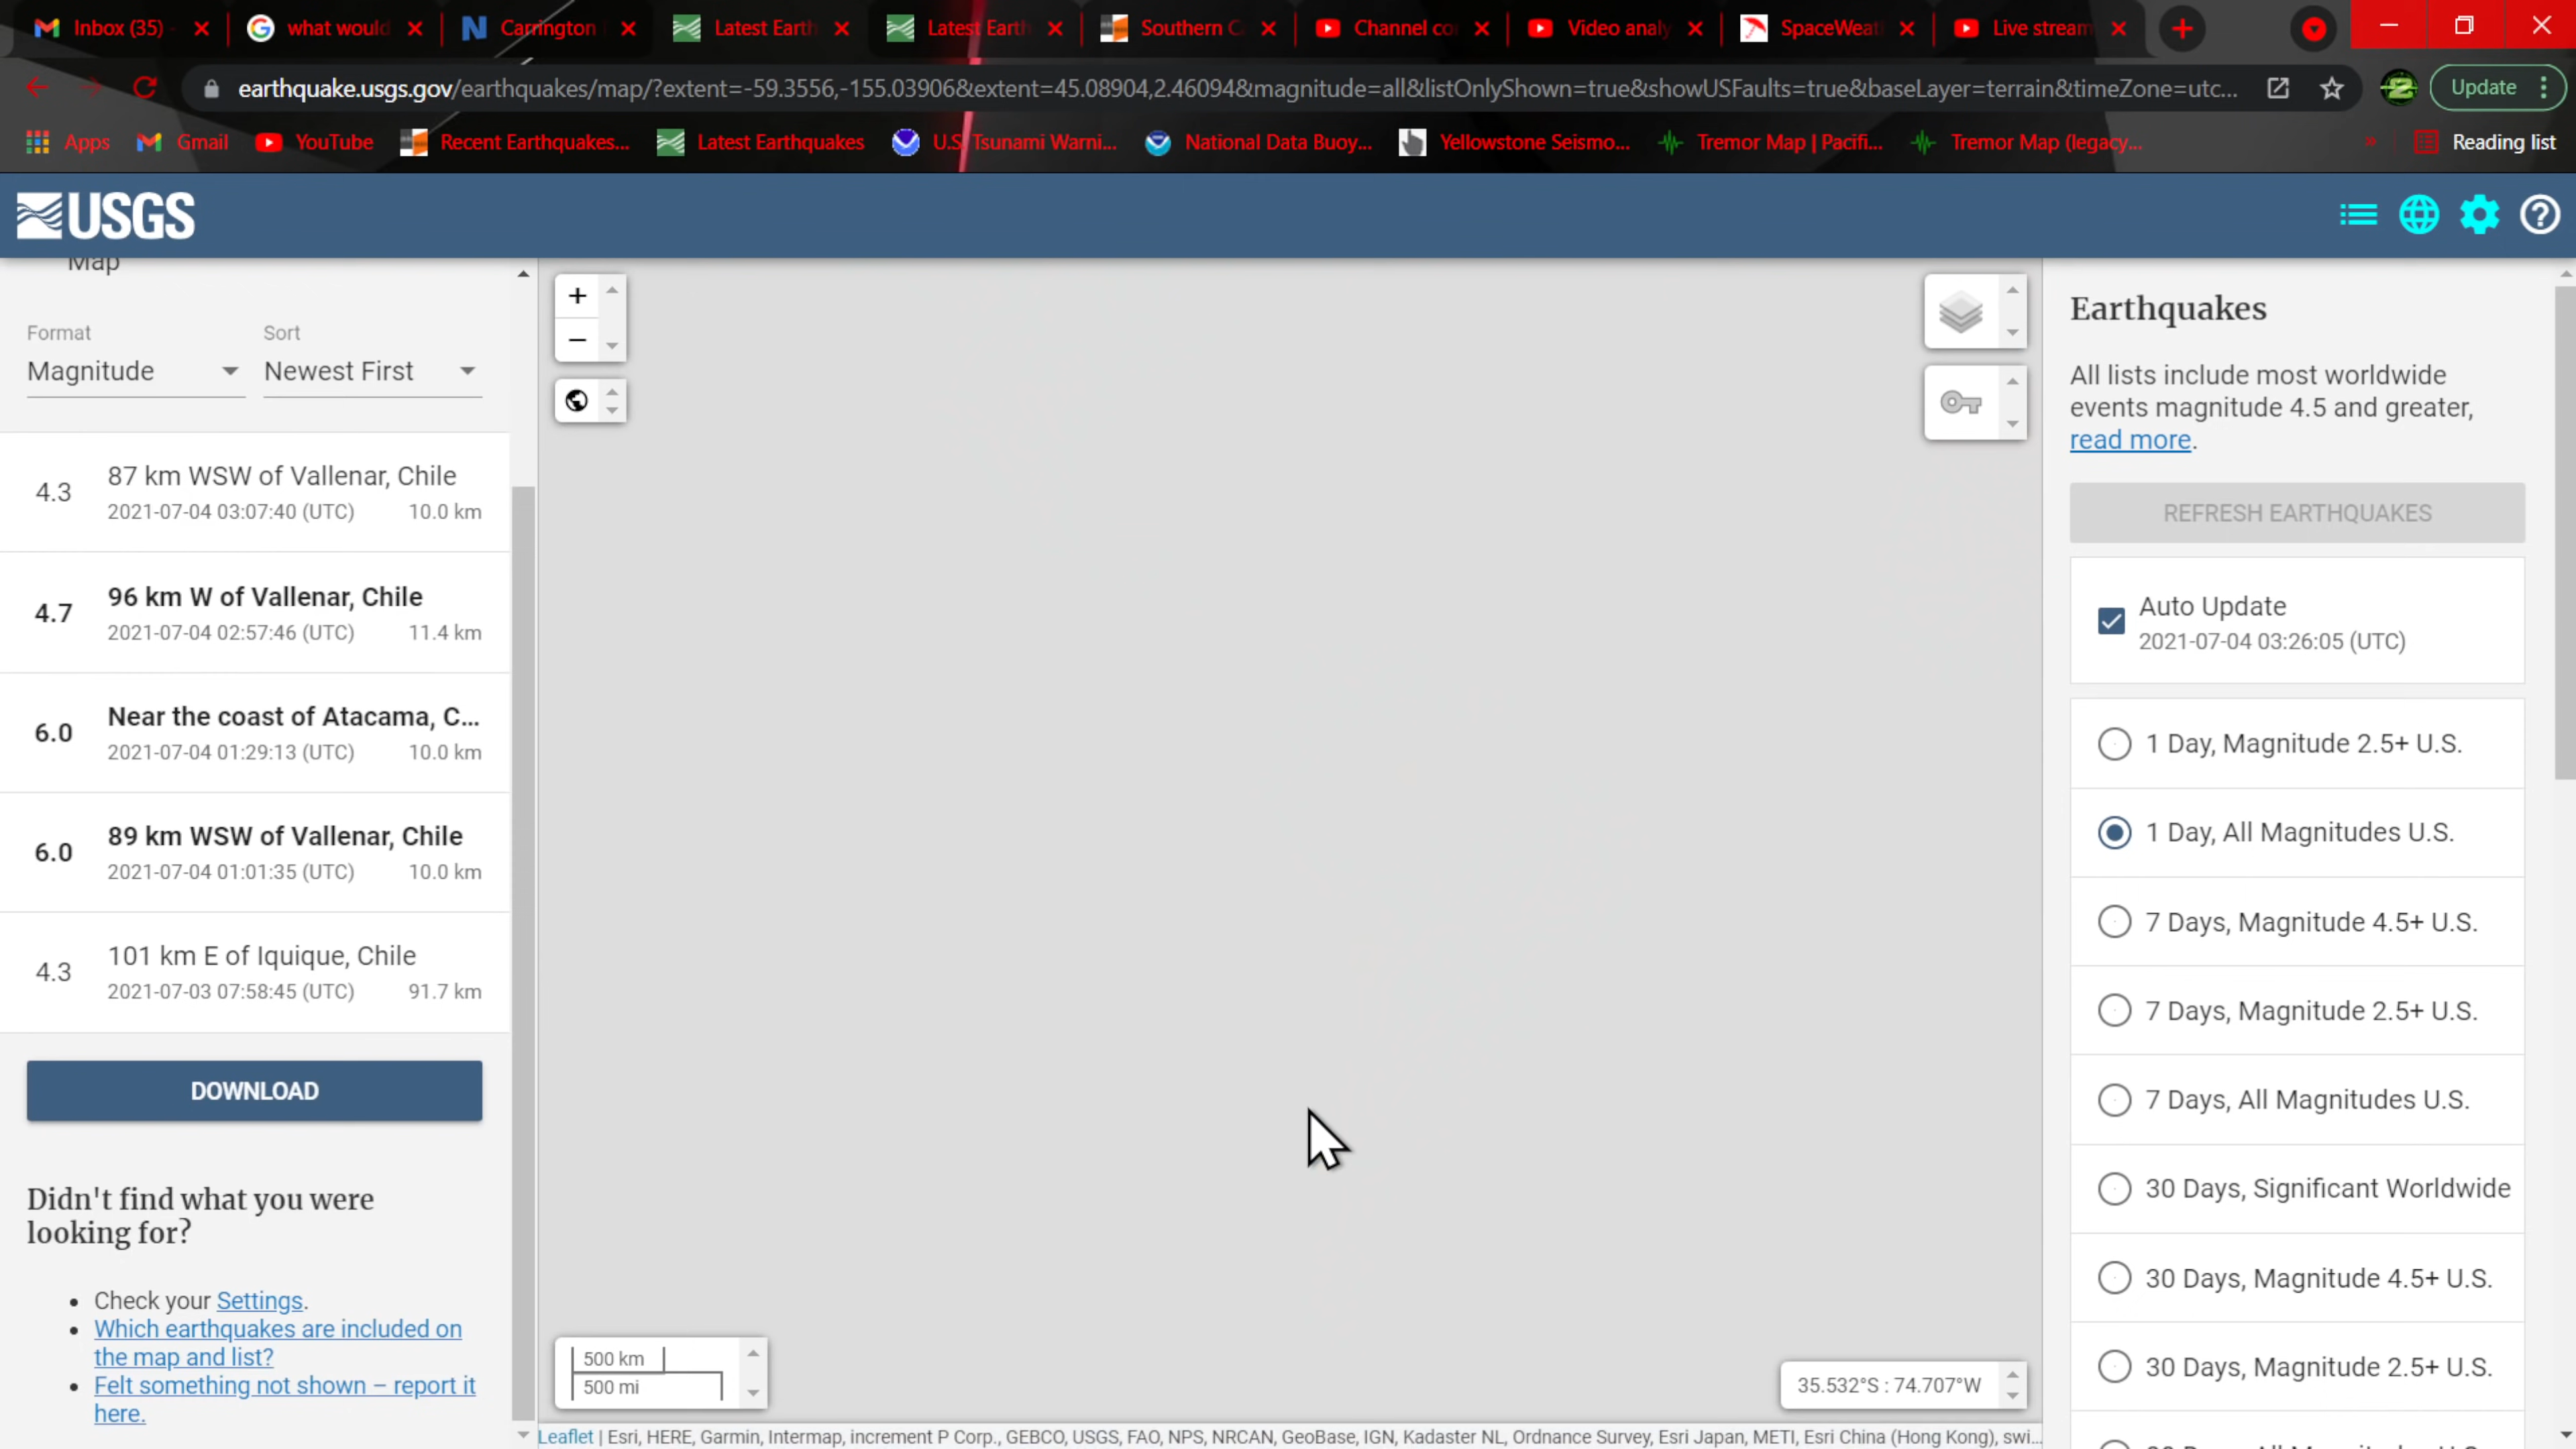 Inbox (35) -
what would
Carrington
Latest Earth
Latest Earth
Southern C
Channel co
Video analy
SpaceWeat
Live stream
earthquake.usgs.gov/earthquakes/map/?extent=-59.3556,-155.03906&extent=45.08904,2.46094&magnitude=all&listOnlyShown=true&showUSFaults=true&baseLayer=terrain&timeZone=utc...
Update
Apps
Gmail
YouTube
Recent Earthquakes...
Latest Earthquakes
U.S. Tsunami Warni...
National Data Buoy...
Yellowstone Seismo...
Tremor Map | Pacifi...
Tremor Map (legacy...
»
Reading list
USGS
Map
Format
Sort
Magnitude
Newest First
4.3
87 km WSW of Vallenar, Chile
2021-07-04 03:07:40 (UTC) 10.0 km
4.7
96 km W of Vallenar, Chile
2021-07-04 02:57:46 (UTC) 11.4 km
6.0
Near the coast of Atacama, C...
2021-07-04 01:29:13 (UTC) 10.0 km
6.0
89 km WSW of Vallenar, Chile
2021-07-04 01:01:35 (UTC) 10.0 km
4.3
101 km E of Iquique, Chile
2021-07-03 07:58:45 (UTC) 91.7 km
DOWNLOAD
Didn't find what you were
looking for?
• Check your Settings.
• Which earthquakes are included on
the map and list?
• Felt something not shown – report it
here.
+
−
500 km
500 mi
35.532°S : 74.707°W
Leaflet | Esri, HERE, Garmin, Intermap, increment P Corp., GEBCO, USGS, FAO, NPS, NRCAN, GeoBase, IGN, Kadaster NL, Ordnance Survey, Esri Japan, METI, Esri China (Hong Kong), swi...
Earthquakes
All lists include most worldwide
events magnitude 4.5 and greater,
read more.
REFRESH EARTHQUAKES
Auto Update
2021-07-04 03:26:05 (UTC)
1 Day, Magnitude 2.5+ U.S.
1 Day, All Magnitudes U.S.
7 Days, Magnitude 4.5+ U.S.
7 Days, Magnitude 2.5+ U.S.
7 Days, All Magnitudes U.S.
30 Days, Significant Worldwide
30 Days, Magnitude 4.5+ U.S.
30 Days, Magnitude 2.5+ U.S.